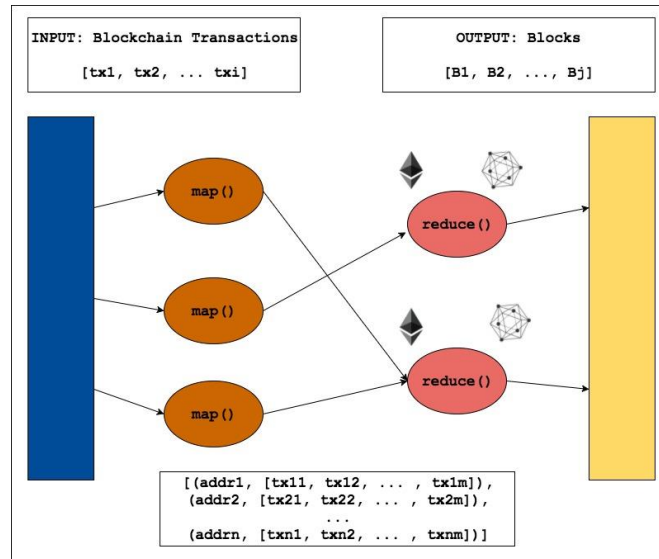 INPUT: Blockchain Transactions
[tx1, tx2, ... txi]
OUTPUT: Blocks
[B1, B2, ..., Bj]
map()
reduce()
map()
reduce()
map()
[(addr1, [tx11, tx12, ... , tx1m]),
(addr2, [tx21, tx22, ... , tx2m]),
...
(addrn, [txn1, txn2, ... , txnm])]